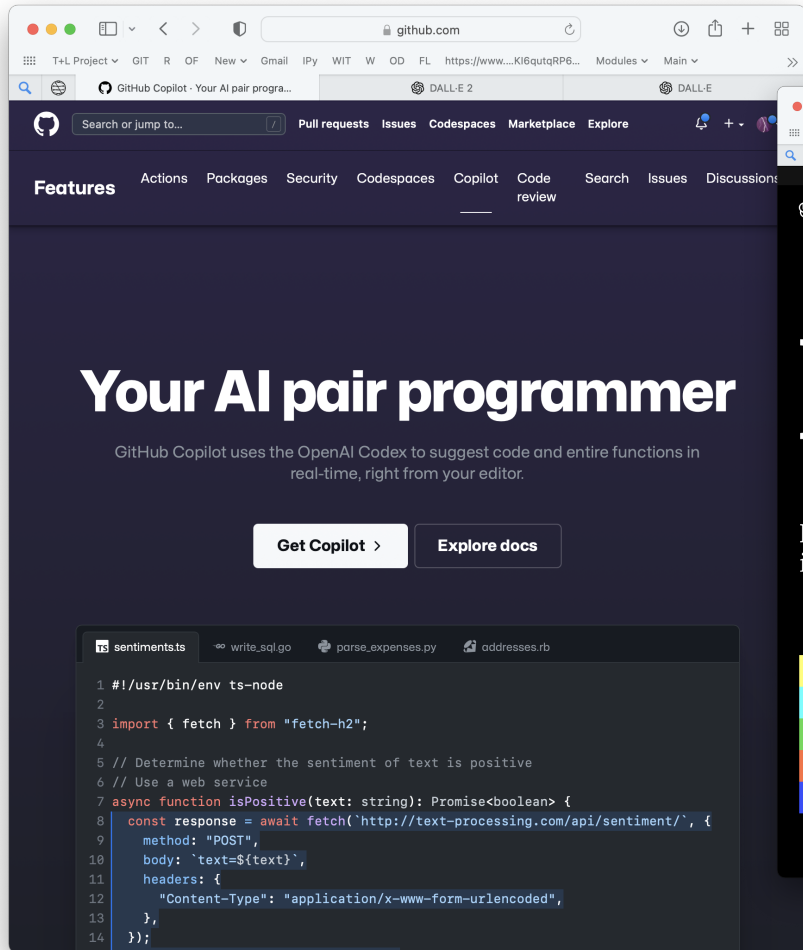 github.com
T+L Project GIT R OF New Gmail IPy WIT W OD FL https://www....KI6qutqRP6... Modules Main
GitHub Copilot · Your AI pair progra... DALL·E 2 DALL·E
Search or jump to... / Pull requests Issues Codespaces Marketplace Explore
Features Actions Packages Security Codespaces Copilot Code review Search Issues Discussions
Your AI pair programmer
GitHub Copilot uses the OpenAI Codex to suggest code and entire functions in
real-time, right from your editor.
Get Copilot Explore docs
TS sentiments.ts GO write_sql.go parse_expenses.py addresses.rb
1 #!/usr/bin/env ts-node
2
3 import { fetch } from "fetch-h2";
4
5 // Determine whether the sentiment of text is positive
6 // Use a web service
7 async function isPositive(text: string): Promise<boolean> {
8 const response = await fetch(`http://text-processing.com/api/sentiment/`, {
9 method: "POST",
10 body: `text=${text}`,
11 headers: {
12 "Content-Type": "application/x-www-form-urlencoded",
13 },
14 });